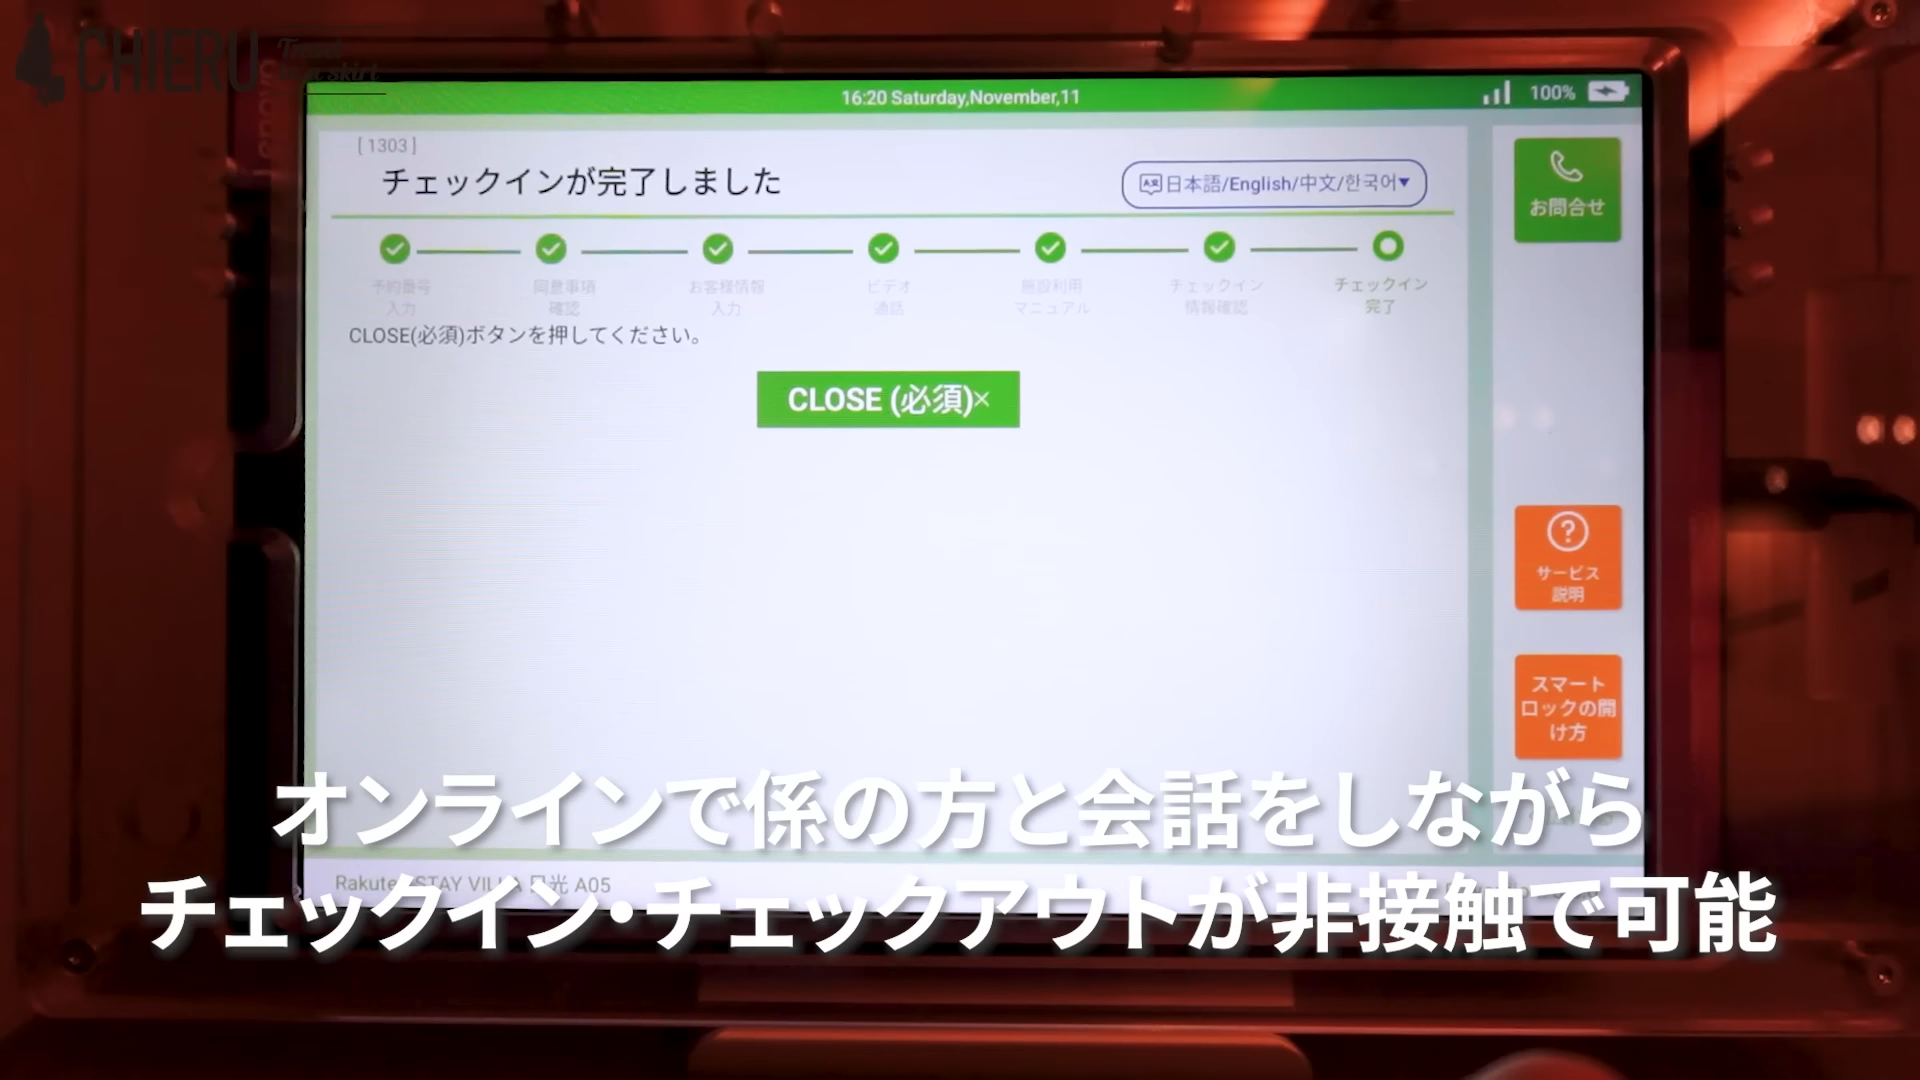 CHIERU
Travel
in a skirt
16:20 Saturday,November,11
100%
[ 1303 ]
チェックインが完了しました
日本語/English/中文/한국어▼
お問合せ
予約番号
入力
同意事項
確認
お客様情報
入力
ビデオ
通話
施設利用
マニュアル
チェックイン
情報確認
チェックイン
完了
CLOSE(必須)ボタンを押してください。
CLOSE (必須)×
サービス
説明
スマート
ロックの開
け方
オンラインで係の方と会話をしながら
Rakuten STAY VILLA 日光 A05
チェックイン・チェックアウトが非接触で可能
lenovo